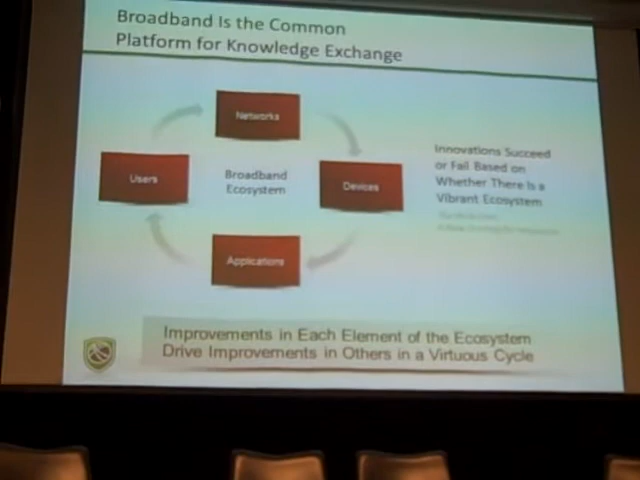 Broadband Is the Common
Platform for Knowledge Exchange
Networks
Users
Broadband
Ecosystem
Devices
Applications
Innovations Succeed
or Fail Based on
Whether There Is a
Vibrant Ecosystem
Improvements in Each Element of the Ecosystem
Drive Improvements in Others in a Virtuous Cycle